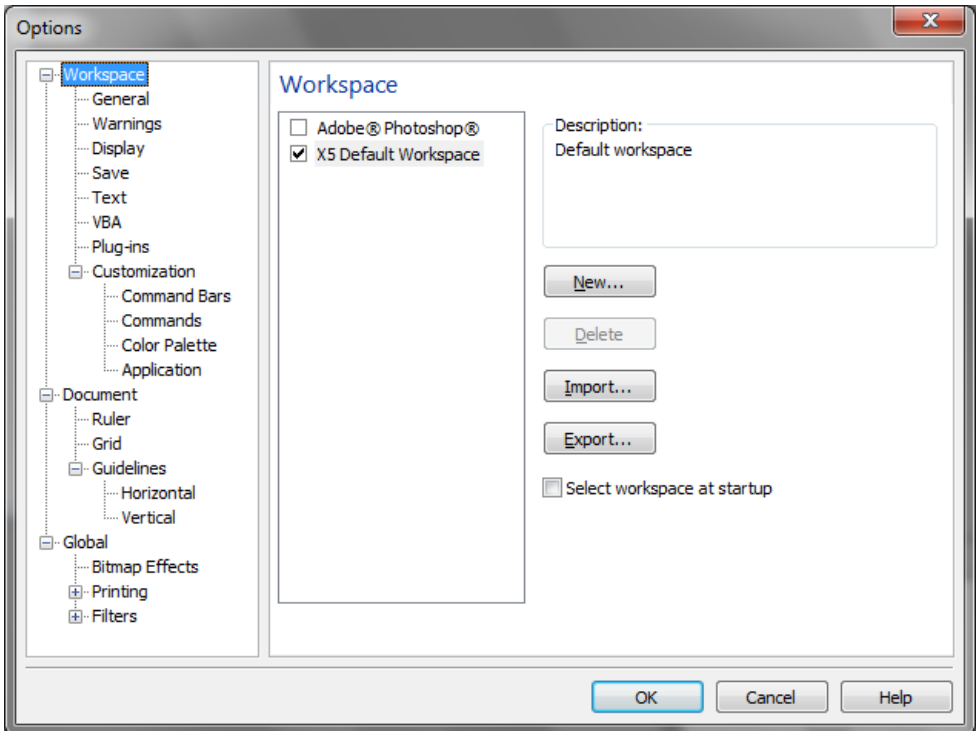 Options
Workspace
General
Warnings
Display
Save
Text
VBA
Plug-ins
Customization
Command Bars
Commands
Color Palette
Application
Document
Ruler
Grid
Guidelines
Horizontal
Vertical
Global
Bitmap Effects
Printing
Filters
Workspace
Adobe® Photoshop®
X5 Default Workspace
Description:
Default workspace
New...
Delete
Import...
Export...
Select workspace at startup
OK
Cancel
Help